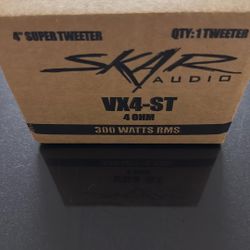 4" SUPER TWEETER
QTY: 1 TWEETER
SKAR
AUDIO
VX4-ST
4 OHM
300 WATTS RMS